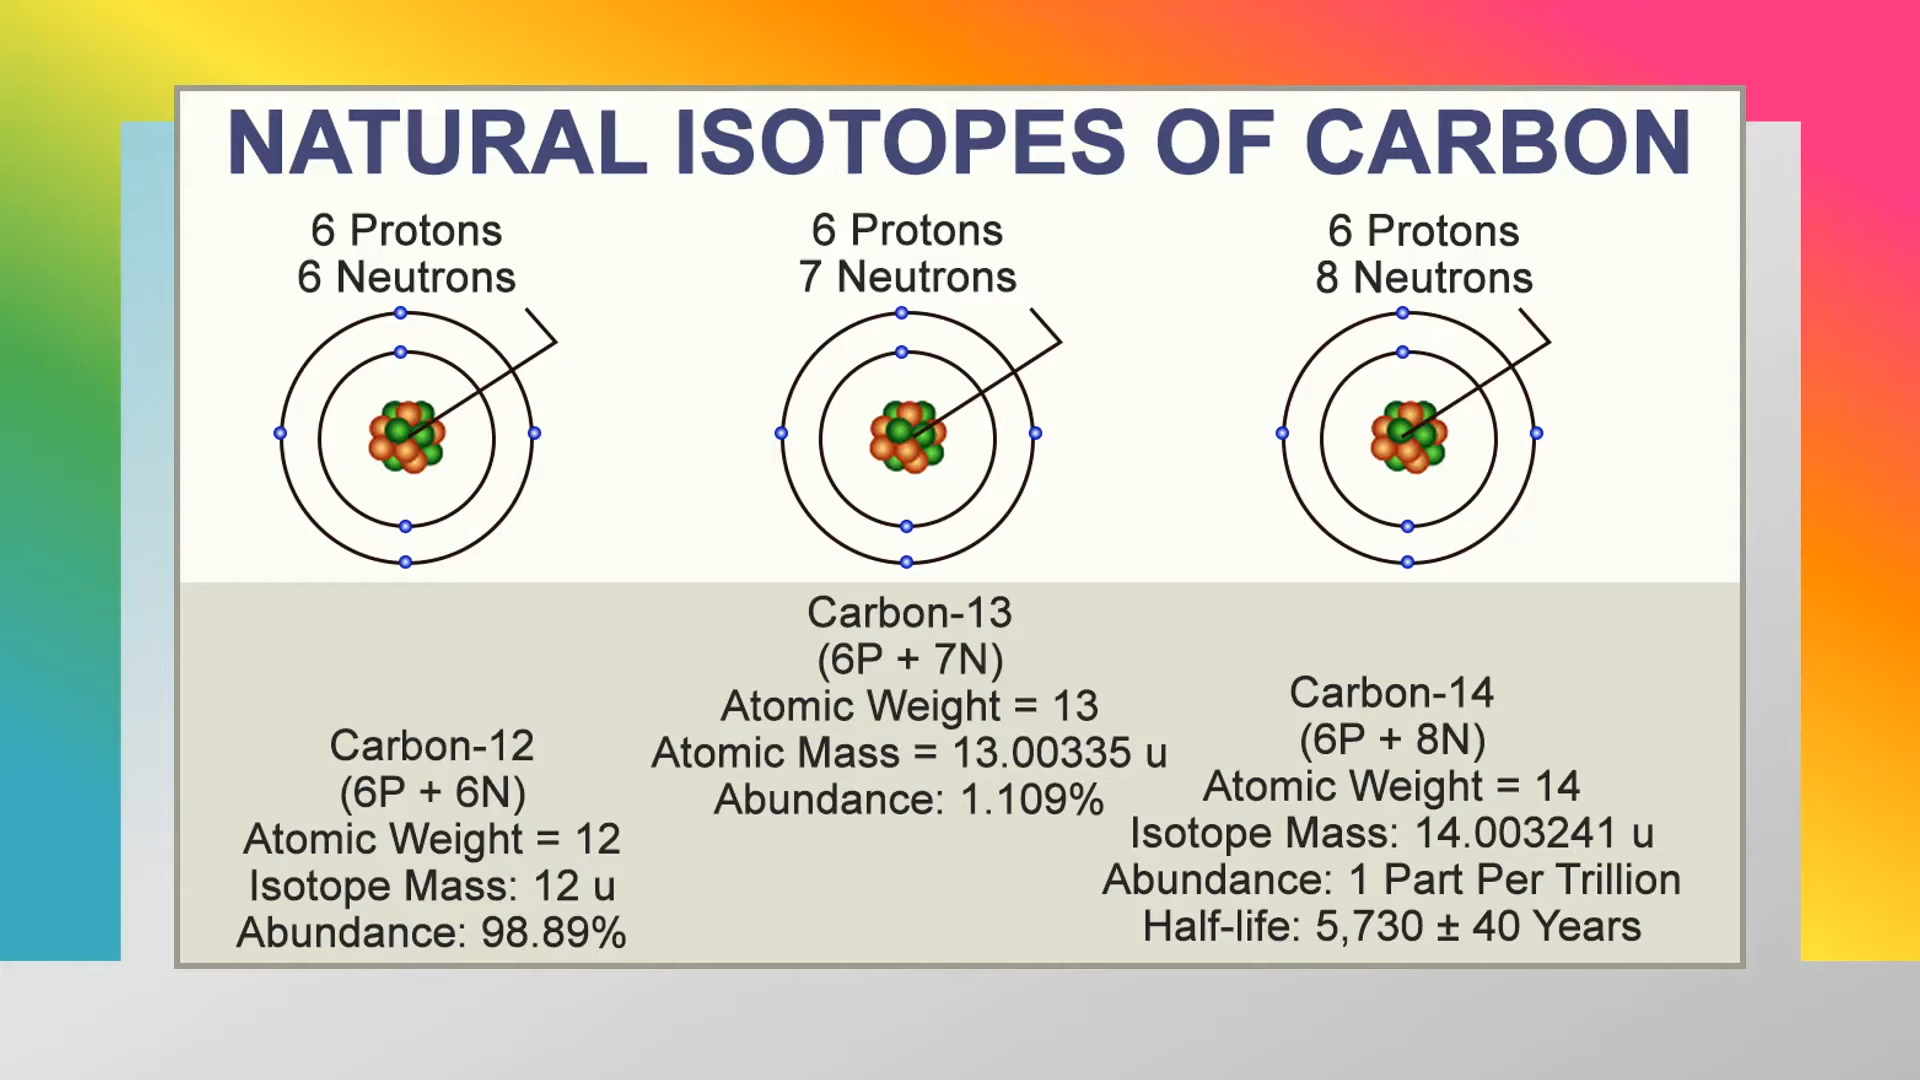 NATURAL ISOTOPES OF CARBON
6 Protons
6 Neutrons
6 Protons
7 Neutrons
6 Protons
8 Neutrons
Carbon-12
(6P + 6N)
Atomic Weight = 12
Isotope Mass: 12 u
Abundance: 98.89%
Carbon-13
(6P + 7N)
Atomic Weight = 13
Atomic Mass = 13.00335 u
Abundance: 1.109%
Carbon-14
(6P + 8N)
Atomic Weight = 14
Isotope Mass: 14.003241 u
Abundance: 1 Part Per Trillion
Half-life: 5,730 ± 40 Years